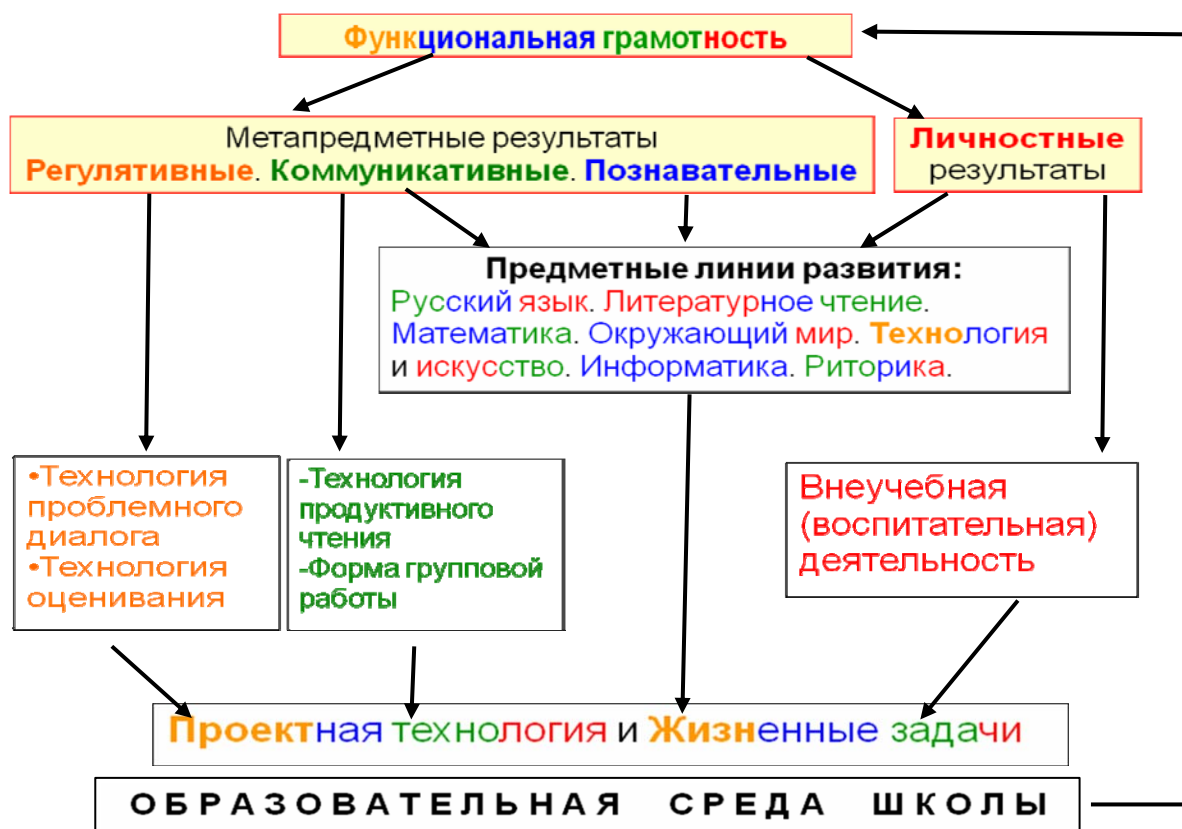 Функциональная грамотность
Метапредметные результаты
Регулятивные. Коммуникативные. Познавательные
Личностные
результаты
Предметные линии развития:
Русский язык. Литературное чтение.
Математика. Окружающий мир. Технология
и искусство. Информатика. Риторика.
•Технология
проблемного
диалога
•Технология
оценивания
-Технология
продуктивного
чтения
-Форма групповой
работы
Внеучебная
(воспитательная)
деятельность
Проектная технология и Жизненные задачи
ОБРАЗОВАТЕЛЬНАЯ СРЕДА ШКОЛЫ